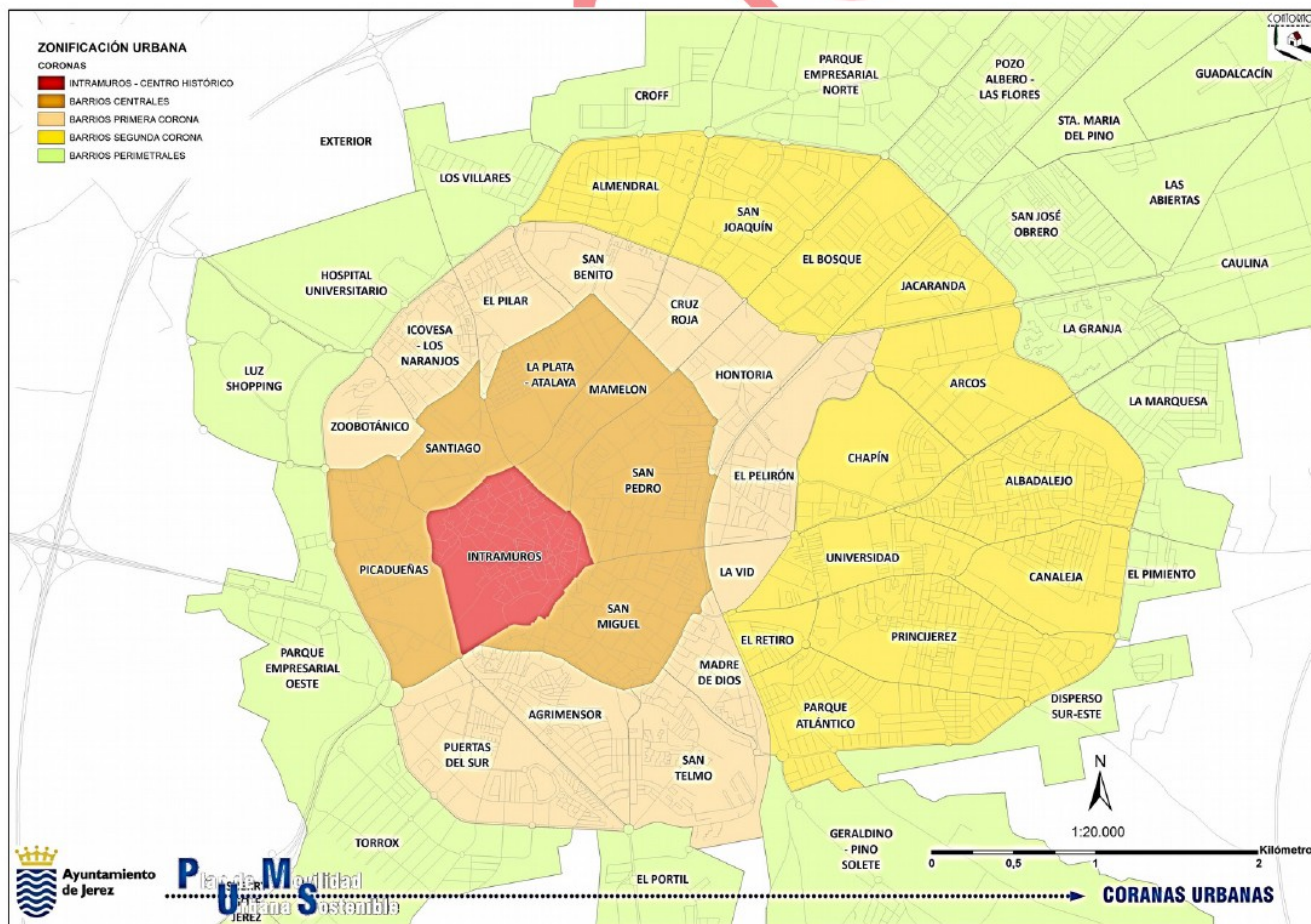 ZONIFICACIÓN URBANA
CORONAS
INTRAMUROS - CENTRO HISTÓRICO
BARRIOS CENTRALES
BARRIOS PRIMERA CORONA
BARRIOS SEGUNDA CORONA
BARRIOS PERIMETRALES
CONTORNO
EXTERIOR
CROFF
PARQUE
EMPRESARIAL
NORTE
POZO
ALBERO -
LAS FLORES
GUADALCACÍN
STA. MARIA
DEL PINO
LAS
ABIERTAS
LOS VILLARES
ALMENDRAL
SAN
JOAQUÍN
SAN JOSÉ
OBRERO
EL BOSQUE
CAULINA
HOSPITAL
UNIVERSITARIO
SAN
BENITO
EL PILAR
CRUZ
ROJA
JACARANDA
LA GRANJA
ICOVESA
- LOS
NARANJOS
LUZ
SHOPPING
LA PLATA
- ATALAYA
MAMELON
HONTORIA
ARCOS
LA MARQUESA
ZOOBOTÁNICO
SANTIAGO
SAN
PEDRO
EL PELIRÓN
CHAPÍN
ALBADALEJO
INTRAMUROS
PICADUEÑAS
LA VID
UNIVERSIDAD
CANALEJA
EL PIMIENTO
SAN
MIGUEL
EL RETIRO
PRINCIJEREZ
PARQUE
EMPRESARIAL
OESTE
MADRE
DE DIOS
AGRIMENSOR
PARQUE
ATLÁNTICO
DISPERSO
SUR-ESTE
PUERTAS
DEL SUR
SAN
TELMO
N
1:20.000
TORROX
GERALDINO
- PINO
SOLETE
Kilómetro
0 0,5 1 2
EL PORTIL
Ayuntamiento
de Jerez
Plan de Movilidad
Urbana Sostenible
JEREZ
CORANAS URBANAS